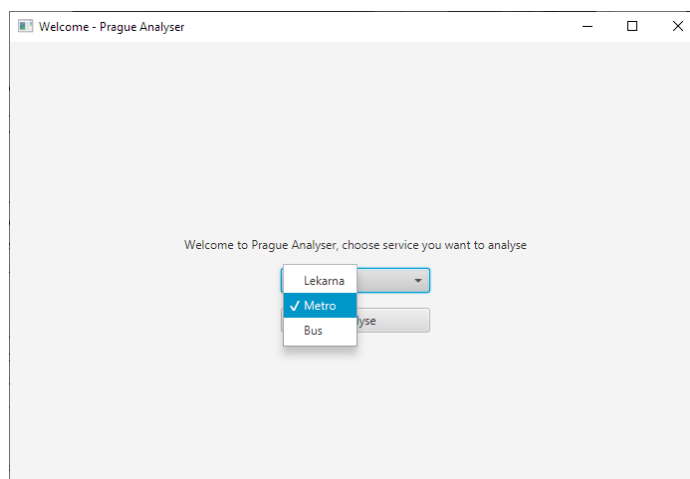 Welcome - Prague Analyser
Welcome to Prague Analyser, choose service you want to analyse
Lekarna
✓ Metro
lyse
Bus